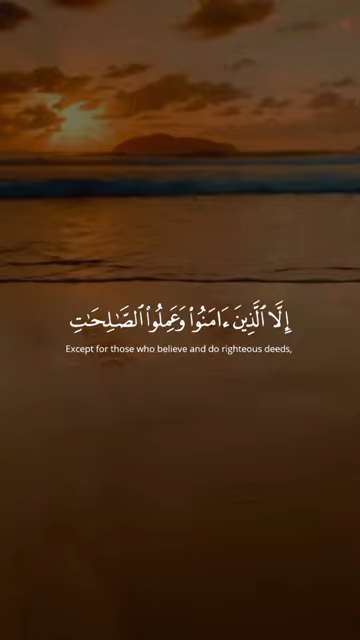 إِلَّا ٱلَّذِينَ ءَامَنُوا۟ وَعَمِلُوا۟ ٱلصَّـٰلِحَـٰتِ
Except for those who believe and do righteous deeds,